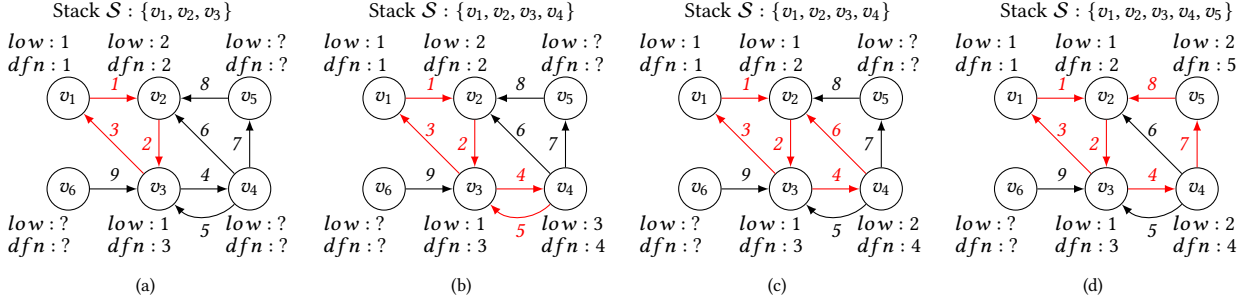 Stack S : {v₁, v₂, v₃}
low : 1 low : 2 low : ?
dfn : 1 dfn : 2 dfn : ?
1 8
v₁ v₂ v₅
3 2 6 7
9 4
v₆ v₃ v₄
5
low : ? low : 1 low : ?
dfn : ? dfn : 3 dfn : ?
(a)
Stack S : {v₁, v₂, v₃, v₄}
low : 1 low : 2 low : ?
dfn : 1 dfn : 2 dfn : ?
1 8
v₁ v₂ v₅
3 2 6 7
9 4
v₆ v₃ v₄
5
low : ? low : 1 low : 3
dfn : ? dfn : 3 dfn : 4
(b)
Stack S : {v₁, v₂, v₃, v₄}
low : 1 low : 1 low : ?
dfn : 1 dfn : 2 dfn : ?
1 8
v₁ v₂ v₅
3 2 6 7
9 4
v₆ v₃ v₄
5
low : ? low : 1 low : 2
dfn : ? dfn : 3 dfn : 4
(c)
Stack S : {v₁, v₂, v₃, v₄, v₅}
low : 1 low : 1 low : 2
dfn : 1 dfn : 2 dfn : 5
1 8
v₁ v₂ v₅
3 2 6 7
9 4
v₆ v₃ v₄
5
low : ? low : 1 low : 2
dfn : ? dfn : 3 dfn : 4
(d)